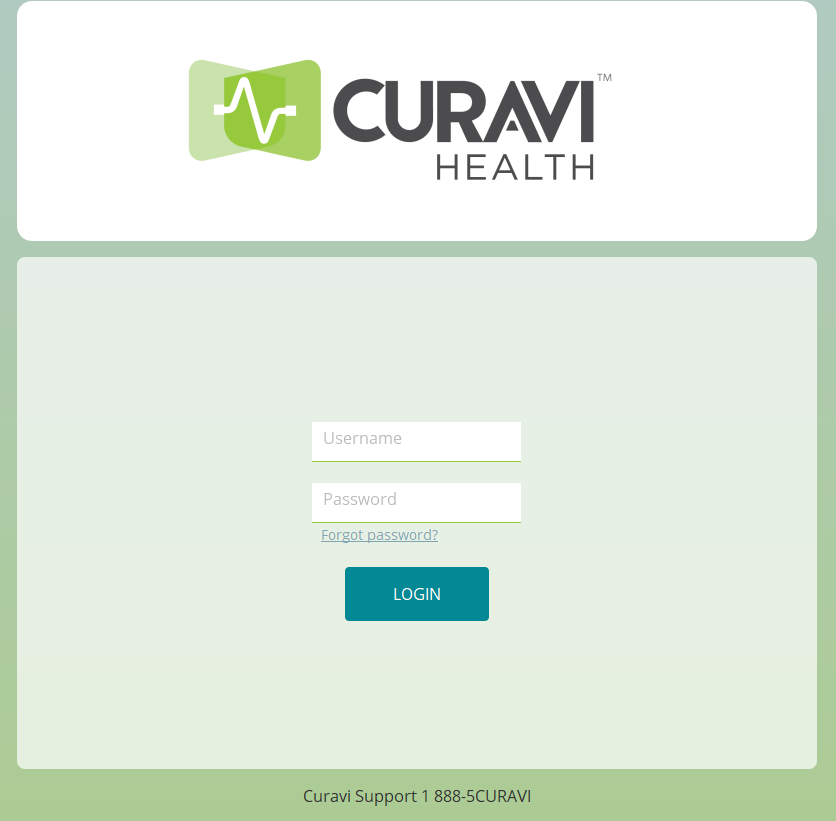 CURAVI™
HEALTH
Username
Password
Forgot password?
LOGIN
Curavi Support 1 888-5CURAVI